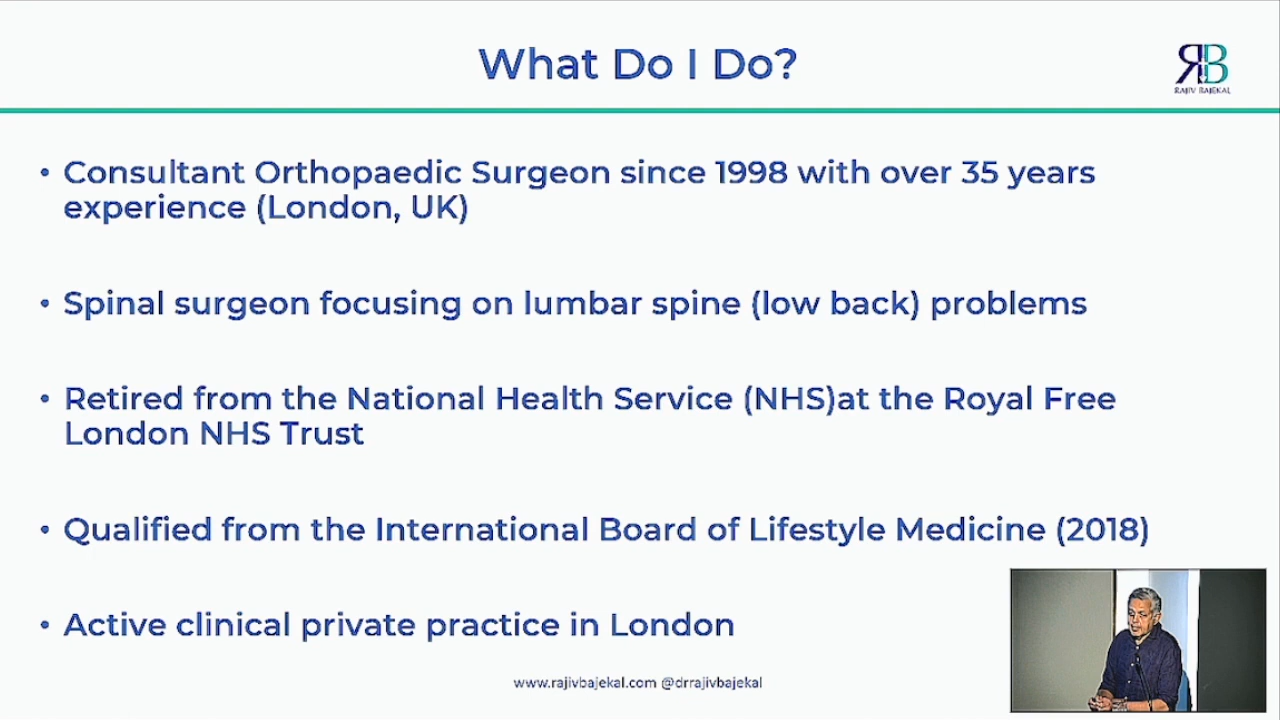 What Do I Do?
RB
RAJIV BAJEKAL
• Consultant Orthopaedic Surgeon since 1998 with over 35 years
experience (London, UK)
• Spinal surgeon focusing on lumbar spine (low back) problems
• Retired from the National Health Service (NHS)at the Royal Free
London NHS Trust
• Qualified from the International Board of Lifestyle Medicine (2018)
• Active clinical private practice in London
www.rajivbajekal.com @drrajivbajekal